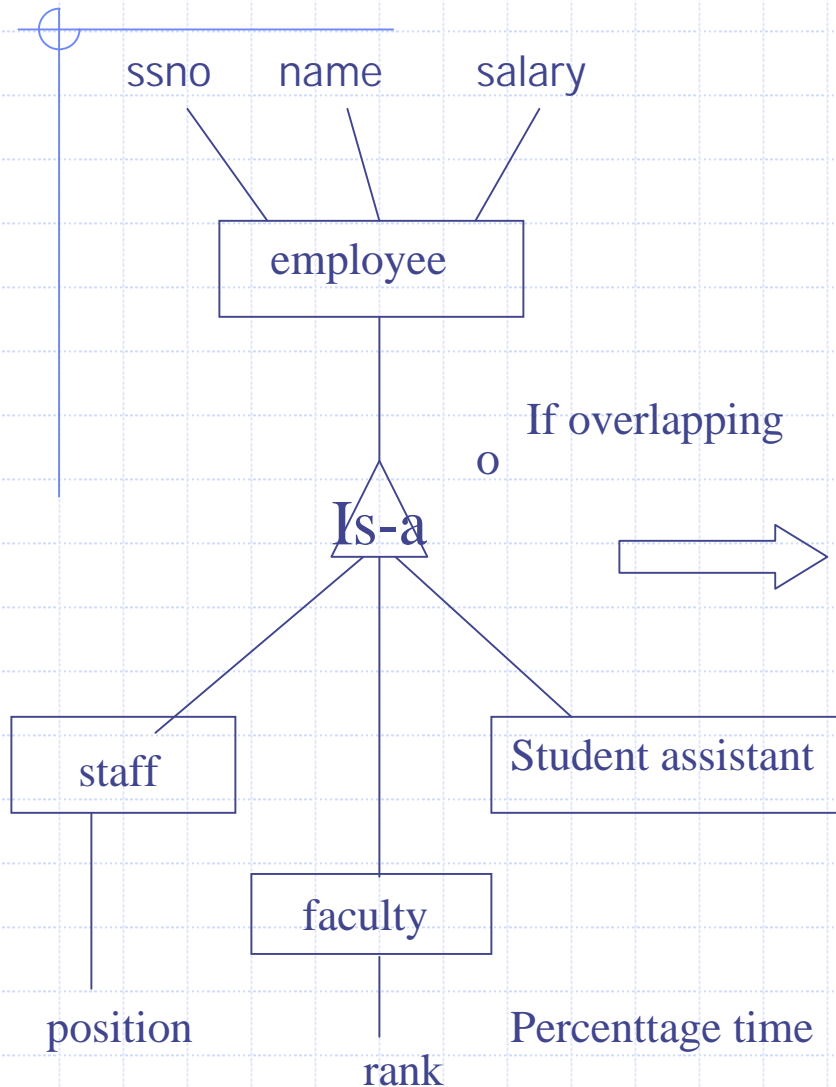 ssno name salary
employee
If overlapping
o
Is-a
Student assistant
staff
faculty
position
Percenttage time
rank